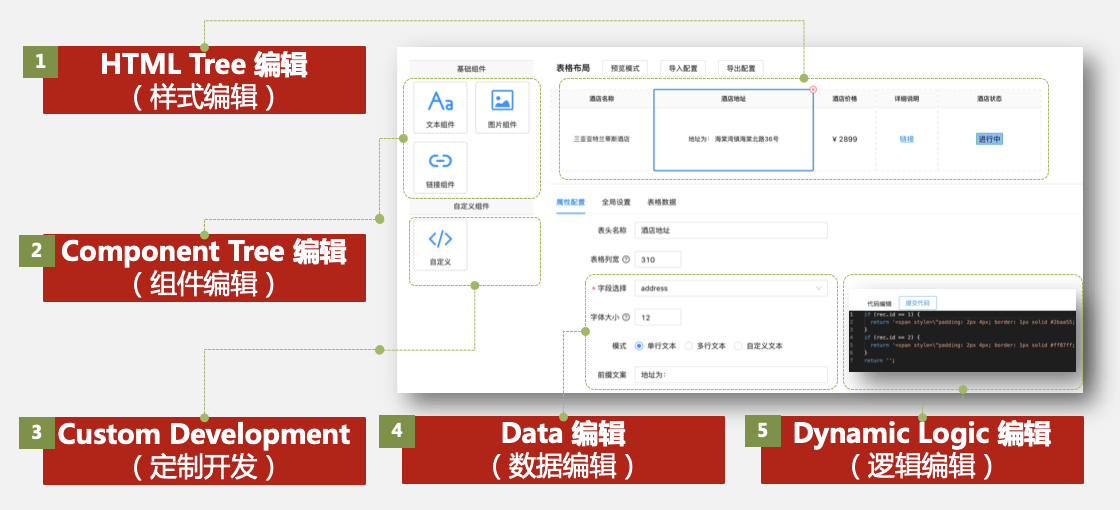 1
HTML Tree 编辑
（样式编辑）
2
Component Tree 编辑
（组件编辑）
3
Custom Development
（定制开发）
4
Data 编辑
（数据编辑）
5
Dynamic Logic 编辑
（逻辑编辑）
基础组件
文本组件
图片组件
链接组件
自定义组件
自定义
表格布局 预览模式 导入配置 导出配置
酒店名称 酒店地址 酒店价格 详细说明 酒店状态
三亚亚特兰蒂斯酒店 地址为： 海棠湾镇海棠北路36号 ¥ 2899 链接 进行中
属性配置 全局设置 表格数据
表头名称 酒店地址
表格列宽 310
* 字段选择 address
字体大小 12
模式 单行文本 多行文本 自定义文本
前缀文案 地址为：
代码编辑 提交代码
1 if (rec.id == 1) {
2 return '<span style=\"padding: 2px 4px; border: 1px solid #2baa55;
3 }
4 if (rec.id == 2) {
5 return '<span style=\"padding: 2px 4px; border: 1px solid #ff87ff;
6 }
7 return '';